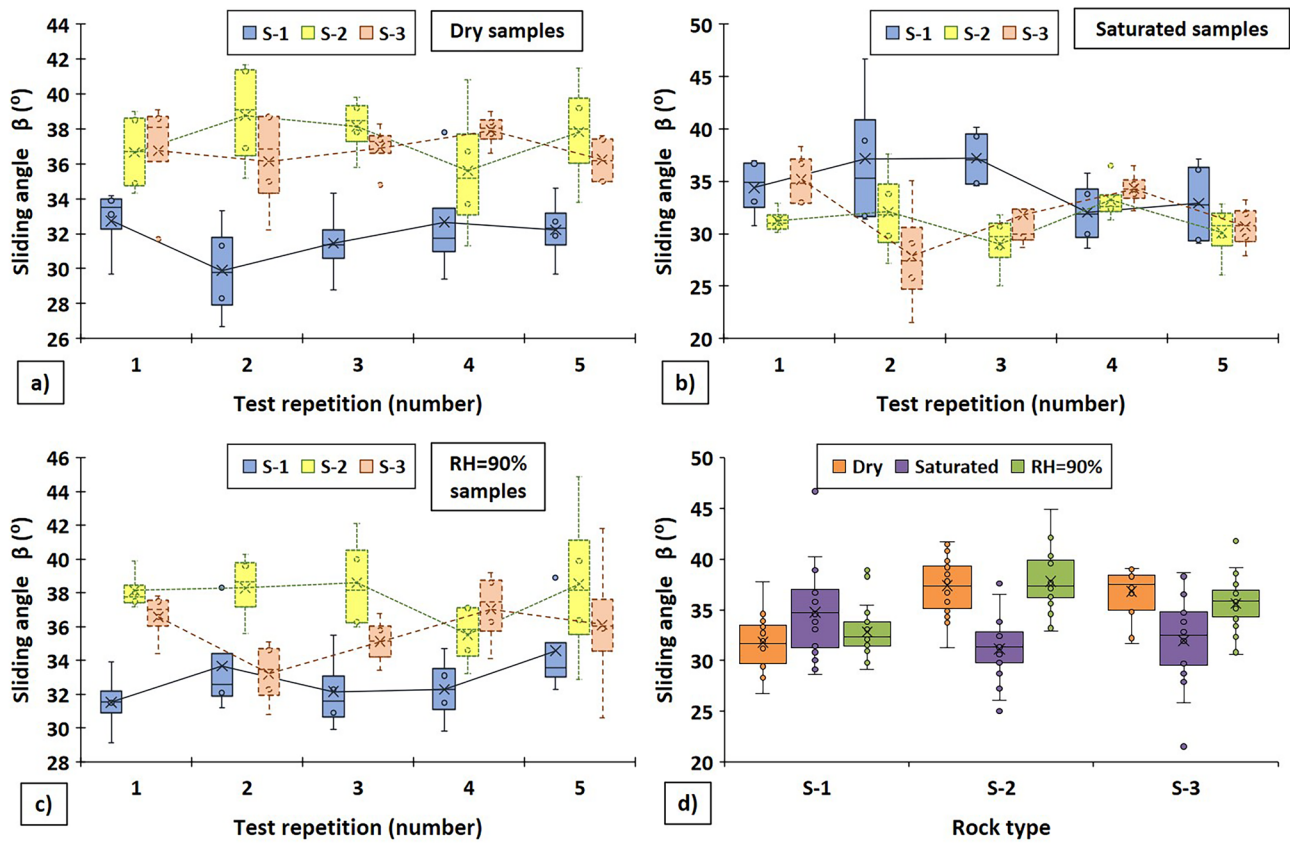 44
42
40
38
36
34
32
30
28
26
Sliding angle β (º)
S-1 S-2 S-3
Dry samples
1 2 3 4 5
a)
Test repetition (number)
50
45
40
35
30
25
20
Sliding angle β (º)
S-1 S-2 S-3
Saturated samples
1 2 3 4 5
b)
Test repetition (number)
46
44
42
40
38
36
34
32
30
28
Sliding angle β (º)
S-1 S-2 S-3
RH=90%
samples
1 2 3 4 5
c)
Test repetition (number)
50
45
40
35
30
25
20
Sliding angle β (º)
Dry Saturated RH=90%
S-1 S-2 S-3
d)
Rock type